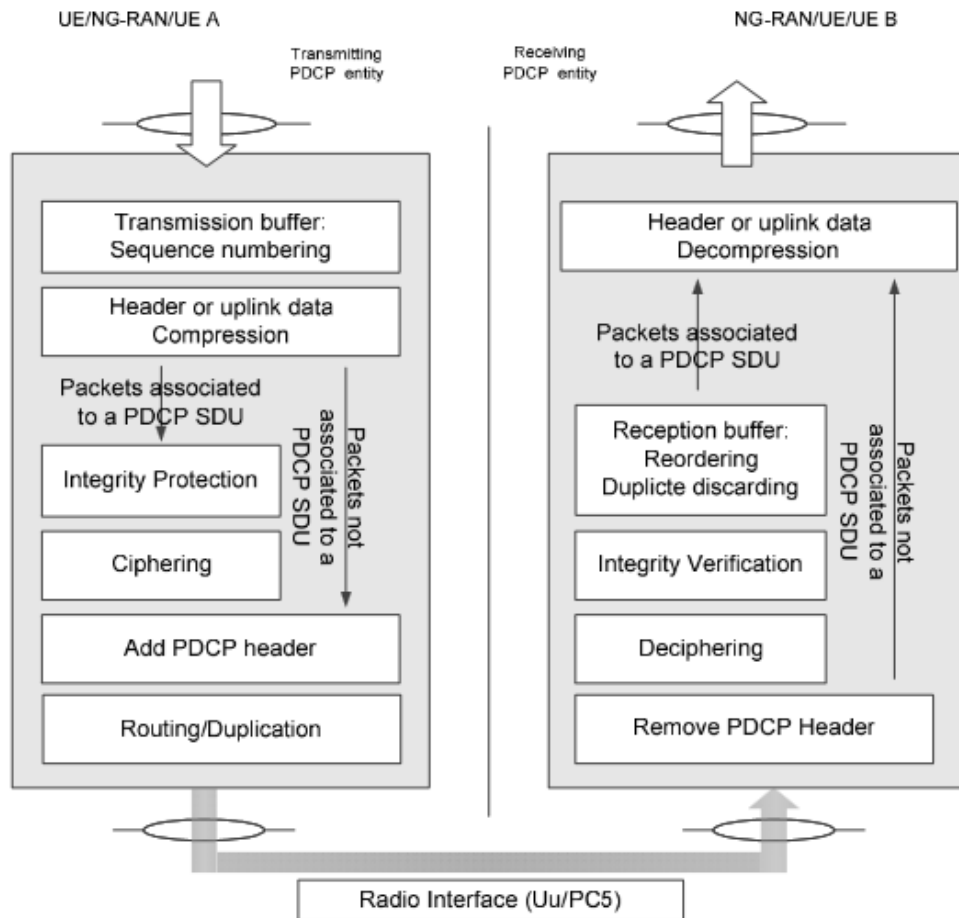 UE/NG-RAN/UE A
NG-RAN/UE/UE B
Transmitting
PDCP entity
Receiving
PDCP entity
Transmission buffer:
Sequence numbering
Header or uplink data
Compression
Packets associated
to a PDCP SDU
Packets not
associated to a
PDCP SDU
Integrity Protection
Ciphering
Add PDCP header
Routing/Duplication
Header or uplink data
Decompression
Packets associated
to a PDCP SDU
Packets not
associated to a
PDCP SDU
Reception buffer:
Reordering
Duplicte discarding
Integrity Verification
Deciphering
Remove PDCP Header
Radio Interface (Uu/PC5)